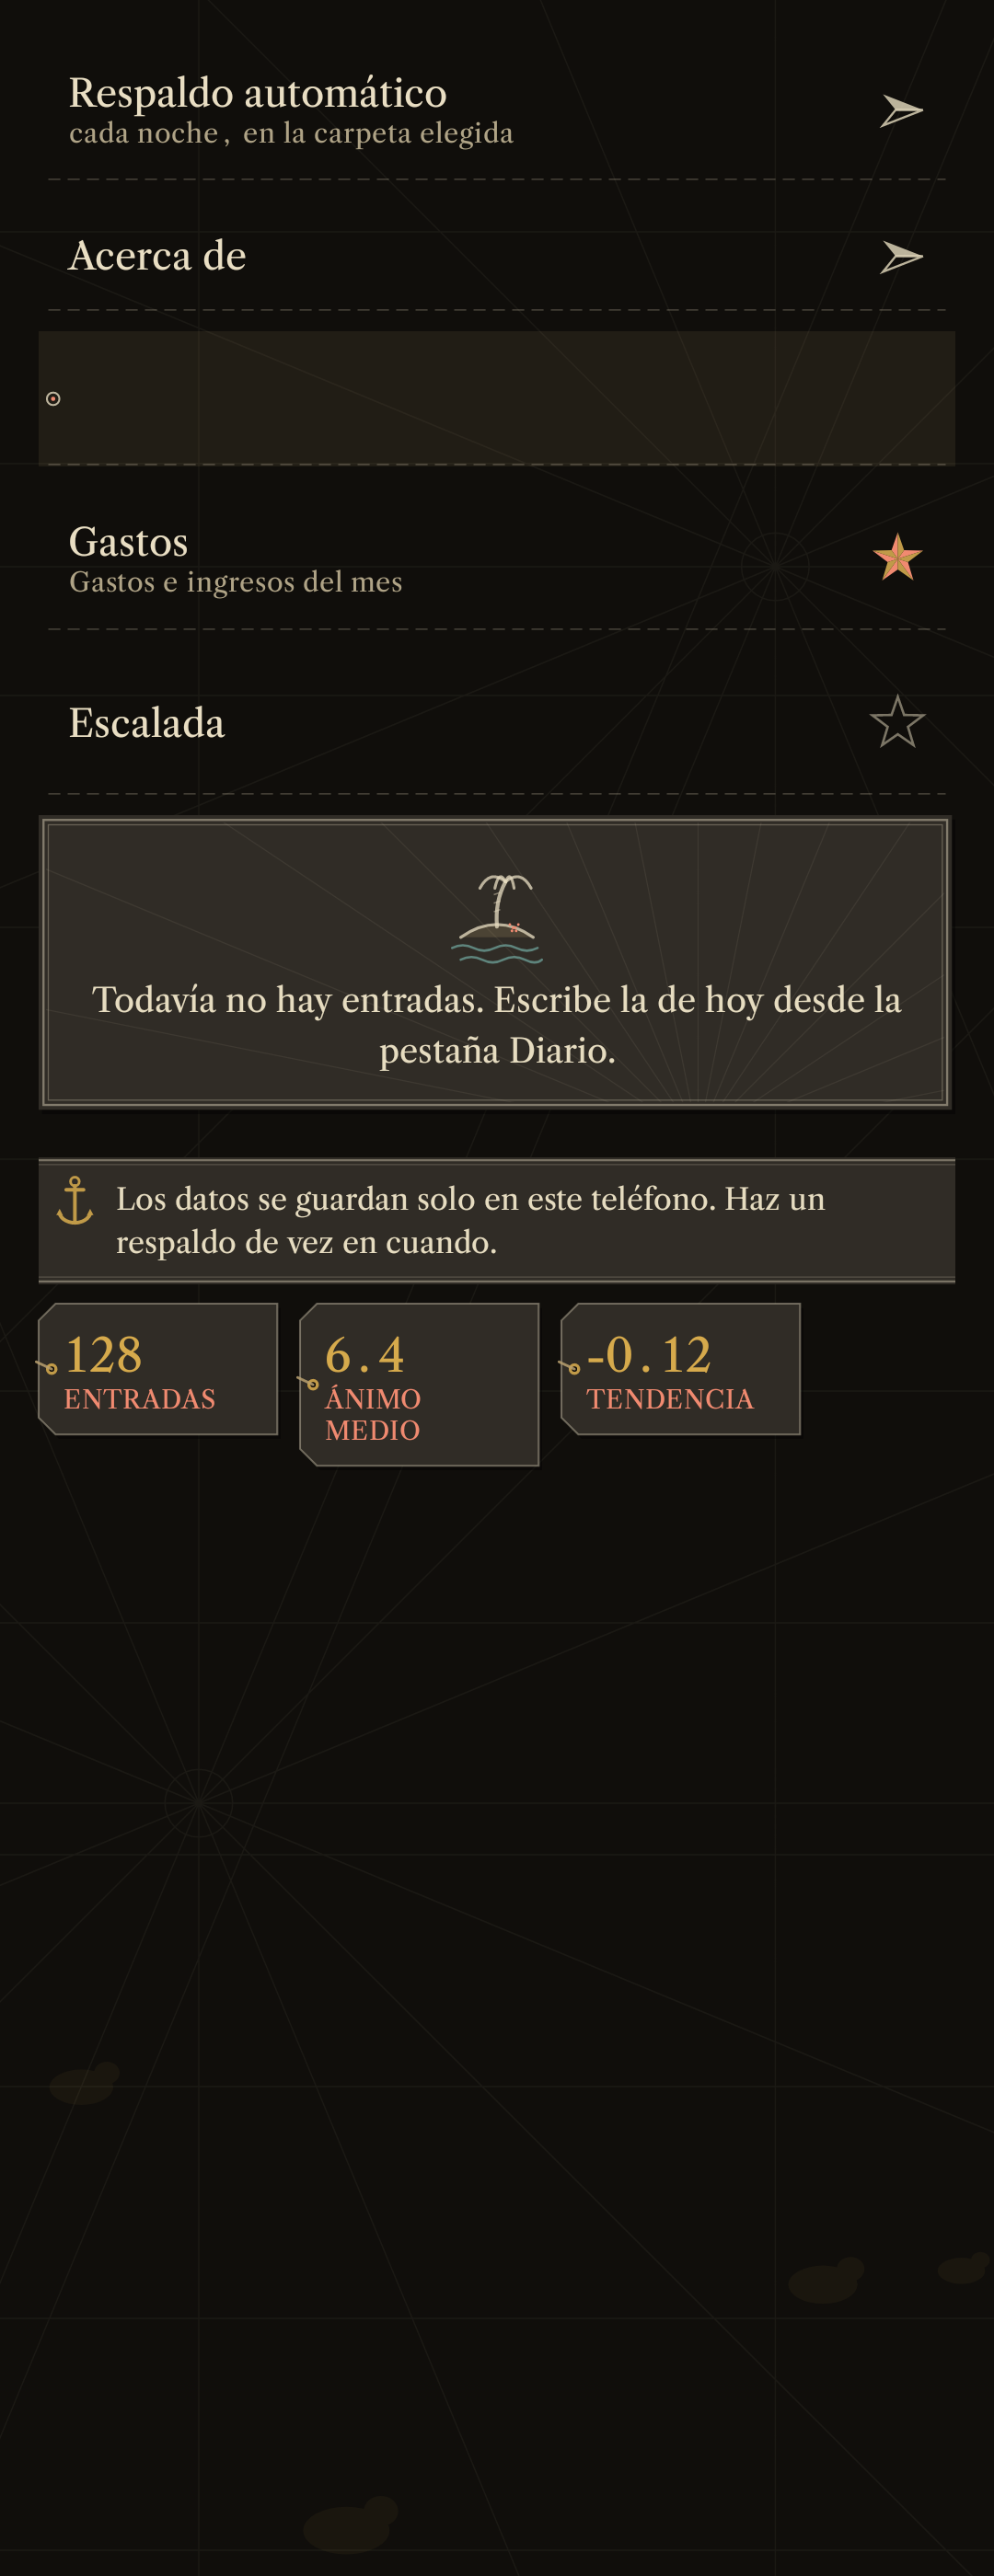 Respaldo automático
cada noche, en la carpeta elegida
Acerca de
Gastos
Gastos e ingresos del mes
Escalada
Todavía no hay entradas. Escribe la de hoy desde la
pestaña Diario.
Los datos se guardan solo en este teléfono. Haz un
respaldo de vez en cuando.
128
ENTRADAS
6.4
ÁNIMO
MEDIO
-0.12
TENDENCIA